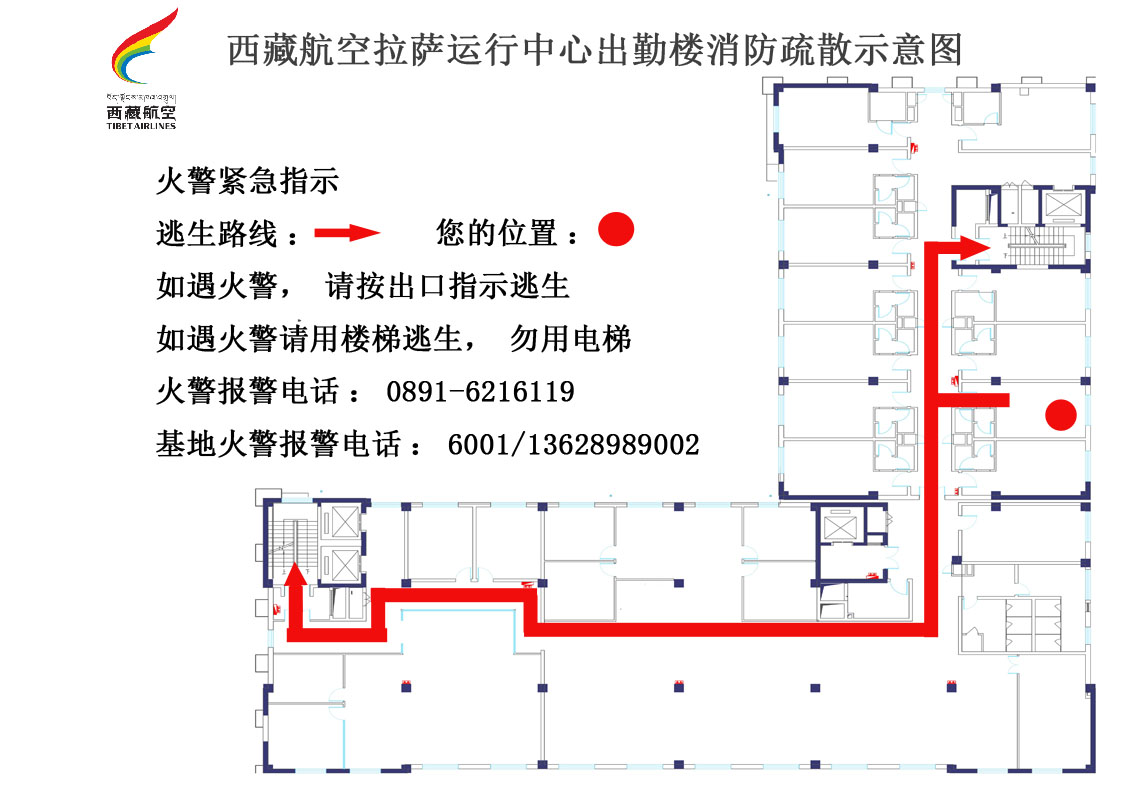 西藏航空拉萨运行中心出勤楼消防疏散示意图
西藏航空
TIBET AIRLINES
火警紧急指示
逃生路线： 您的位置：
如遇火警， 请按出口指示逃生
如遇火警请用楼梯逃生， 勿用电梯
火警报警电话： 0891-6216119
基地火警报警电话： 6001/13628989002
上
下
上
下